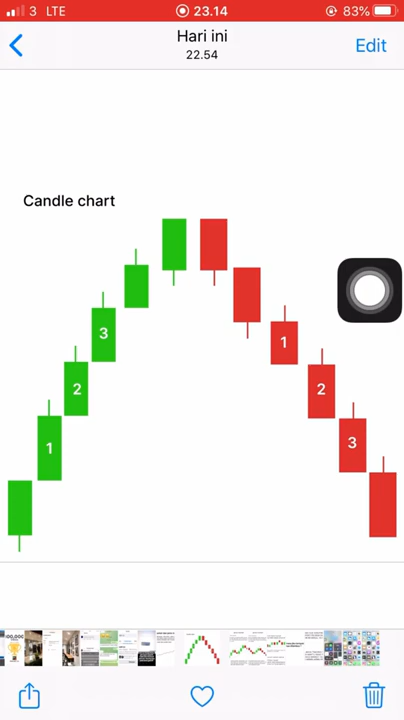 3 LTE
23.14
83%
Hari ini
22.54
Edit
Candle chart
3
1
2
2
1
3